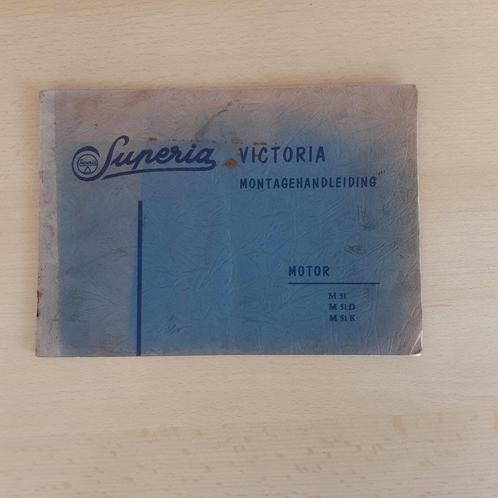 Superia VICTORIA
MONTAGEHANDLEIDING
MOTOR
M 51
M 51 D
M 51 K